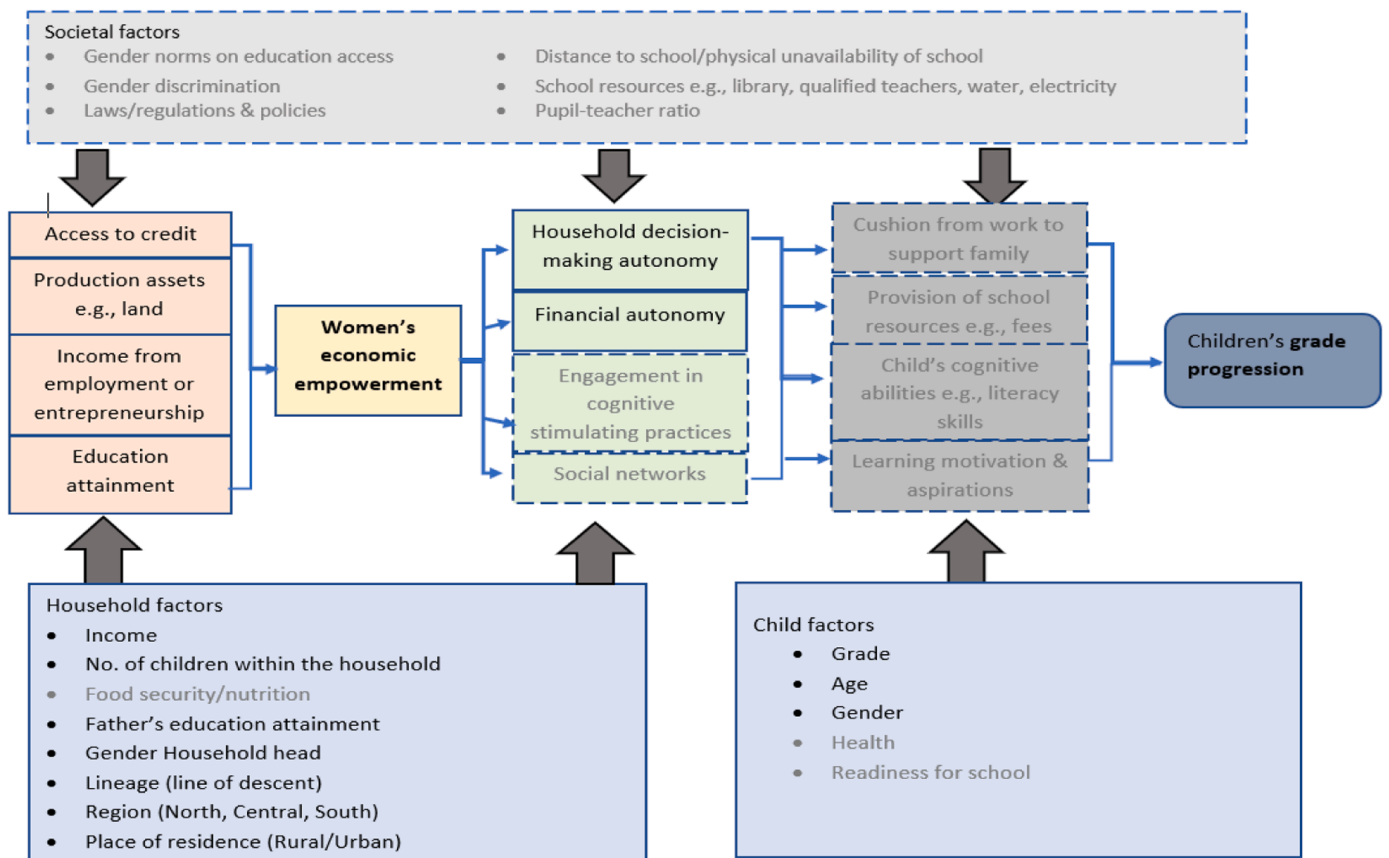 Societal factors
• Gender norms on education access
• Gender discrimination
• Laws/regulations & policies
• Distance to school/physical unavailability of school
• School resources e.g., library, qualified teachers, water, electricity
• Pupil-teacher ratio
Access to credit
Production assets
e.g., land
Income from
employment or
entrepreneurship
Education
attainment
Women's
economic
empowerment
Household decision-
making autonomy
Financial autonomy
Engagement in
cognitive
stimulating practices
Social networks
Cushion from work to
support family
Provision of school
resources e.g., fees
Child's cognitive
abilities e.g., literacy
skills
Learning motivation &
aspirations
Children's grade
progression
Household factors
• Income
• No. of children within the household
• Food security/nutrition
• Father's education attainment
• Gender Household head
• Lineage (line of descent)
• Region (North, Central, South)
• Place of residence (Rural/Urban)
Child factors
• Grade
• Age
• Gender
• Health
• Readiness for school